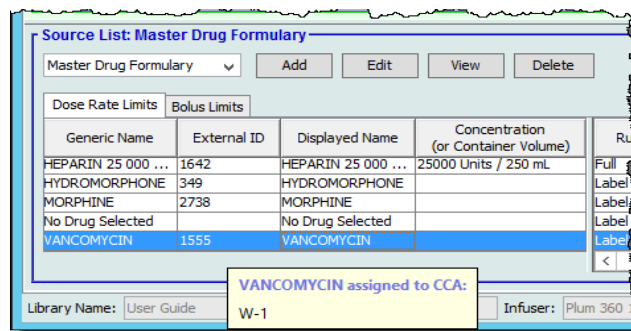 Source List: Master Drug Formulary
Master Drug Formulary Add Edit View Delete
Dose Rate Limits Bolus Limits
Generic Name External ID Displayed Name Concentration (or Container Volume) Ru
HEPARIN 25 000 ... 1642 HEPARIN 25 000 ... 25000 Units / 250 mL Full
HYDROMORPHONE 349 HYDROMORPHONE Label
MORPHINE 2738 MORPHINE Label
No Drug Selected No Drug Selected Label
VANCOMYCIN 1555 VANCOMYCIN Label
VANCOMYCIN assigned to CCA:
W-1
Library Name: User Guide Infuser: Plum 360